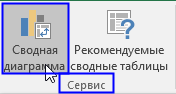 Сводная Рекомендуемые
диаграмма сводные таблицы
Сервис